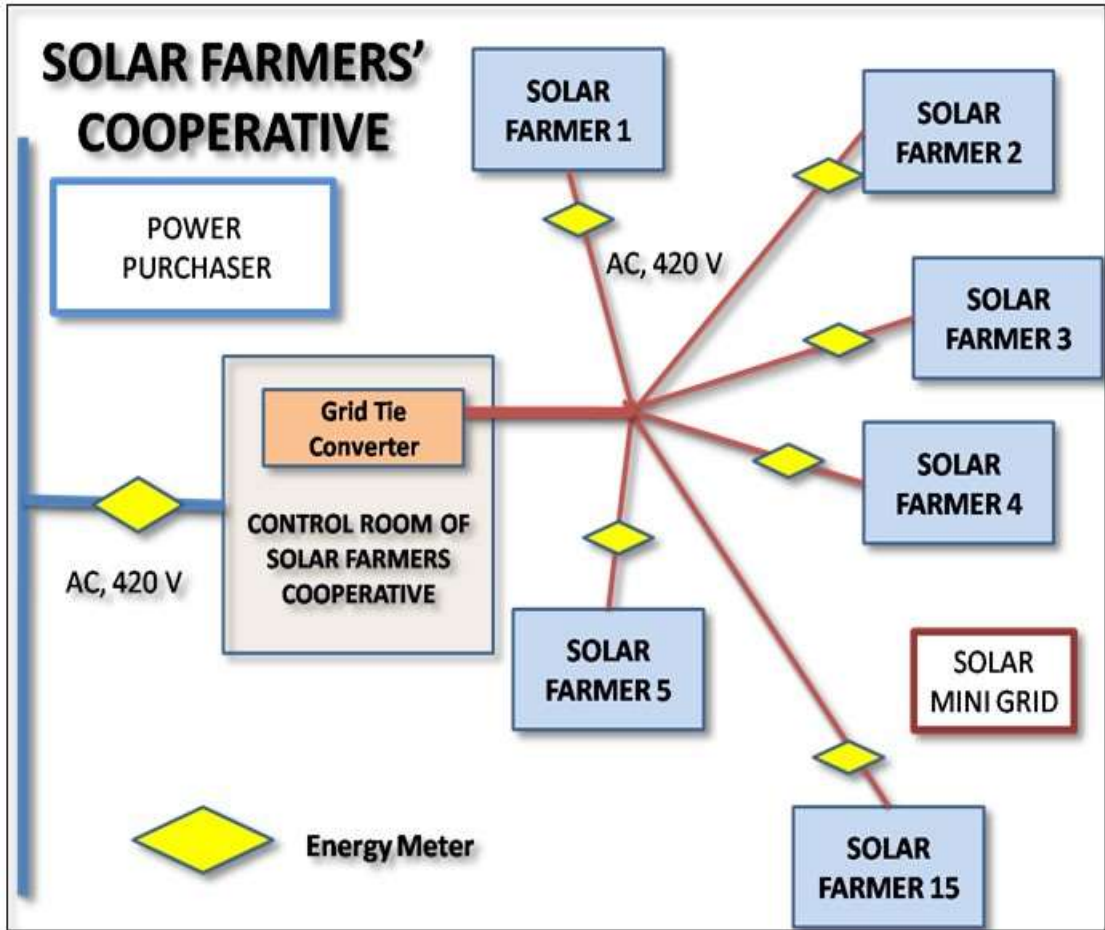 SOLAR FARMERS'
COOPERATIVE
POWER
PURCHASER
SOLAR
FARMER 1
SOLAR
FARMER 2
AC, 420 V
SOLAR
FARMER 3
Grid Tie
Converter
SOLAR
FARMER 4
CONTROL ROOM OF
SOLAR FARMERS
COOPERATIVE
AC, 420 V
SOLAR
FARMER 5
SOLAR
MINI GRID
Energy Meter
SOLAR
FARMER 15